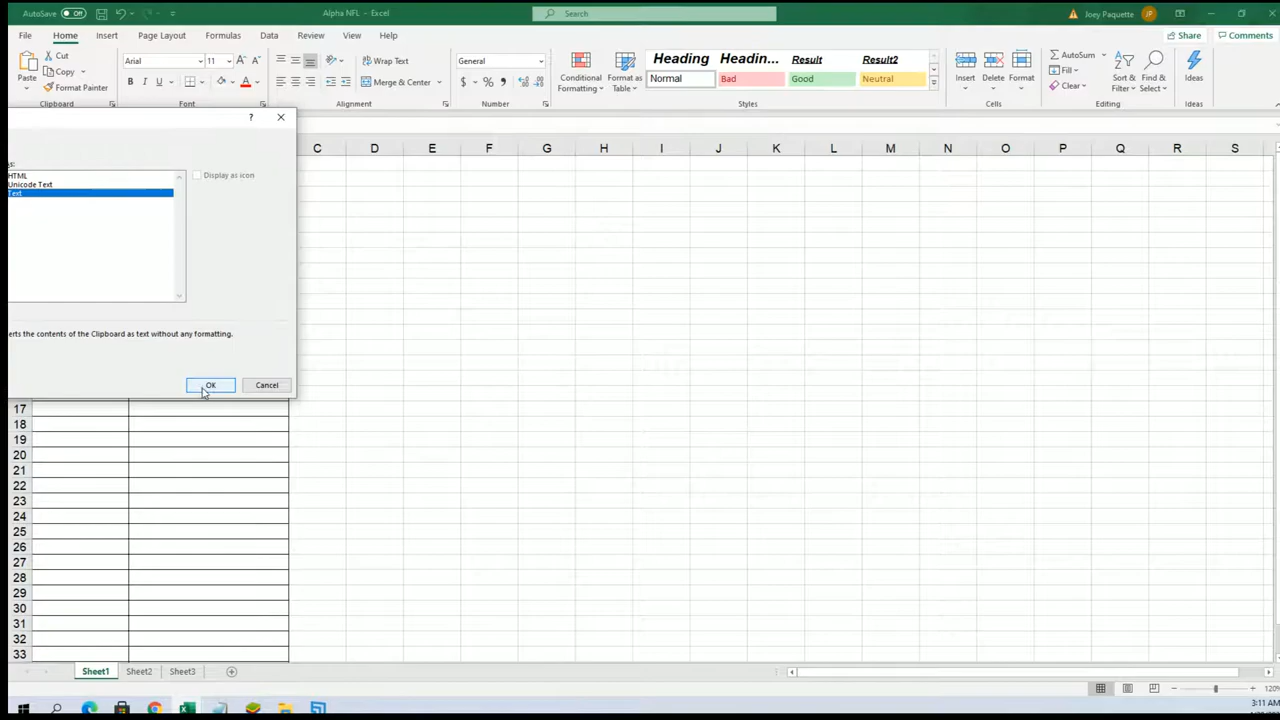 AutoSave Off Alpha NFL - Excel Search Joey Paquette JP
File Home Insert Page Layout Formulas Data Review View Help Share Comments
Paste Cut Copy Format Painter
Arial 11 A A B I U A
Wrap Text Merge & Center
General $ %
Conditional Formatting Format as Table
Heading Headin... Result Result2
Normal Bad Good Neutral
Insert Delete Format
AutoSum Fill Clear
Sort & Filter Find & Select Ideas
Clipboard Font Alignment Number Styles Cells Editing Ideas
?
C D E F G H I J K L M N O P Q R S
HTML
Unicode Text
Text
Display as icon
erts the contents of the Clipboard as text without any formatting.
OK Cancel
17
18
19
20
21
22
23
24
25
26
27
28
29
30
31
32
33
Sheet1 Sheet2 Sheet3
120%
3:11 AM